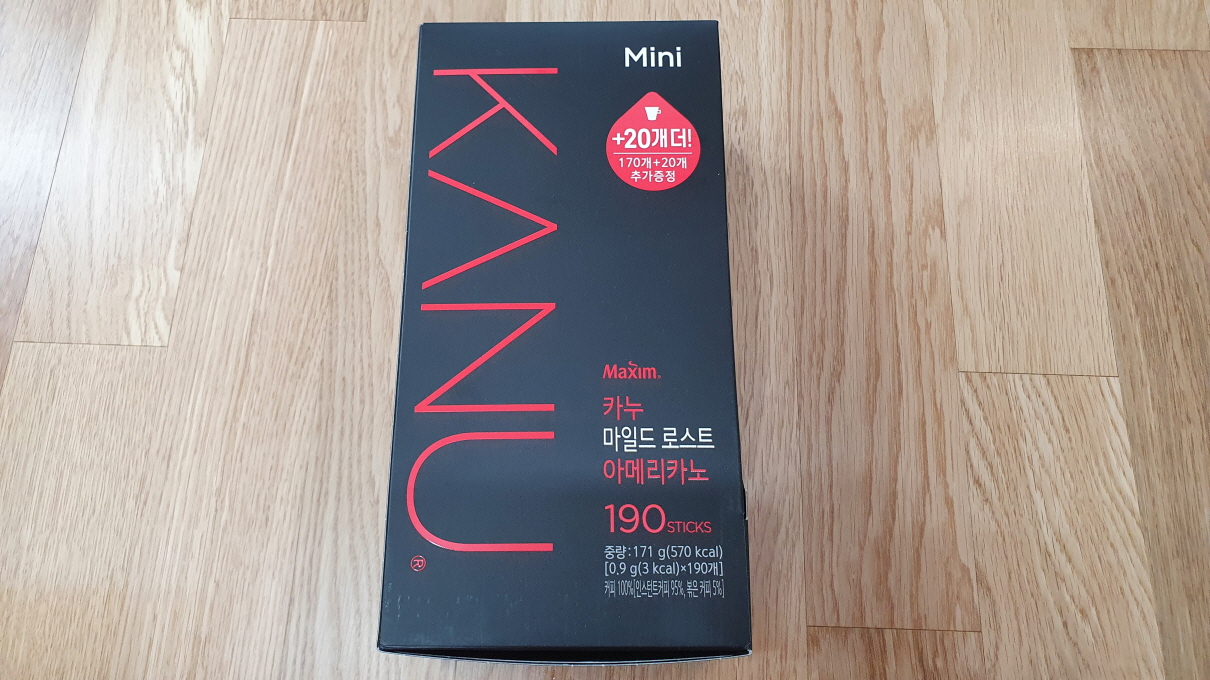 Mini
KANU®
+20개 더!
170개+20개
추가증정
Maxim®
카누
마일드 로스트
아메리카노
190 STICKS
중량:171 g(570 kcal)
[0.9 g(3 kcal)×190개]
커피 100%[인스턴트커피 95%, 볶은 커피 5%]